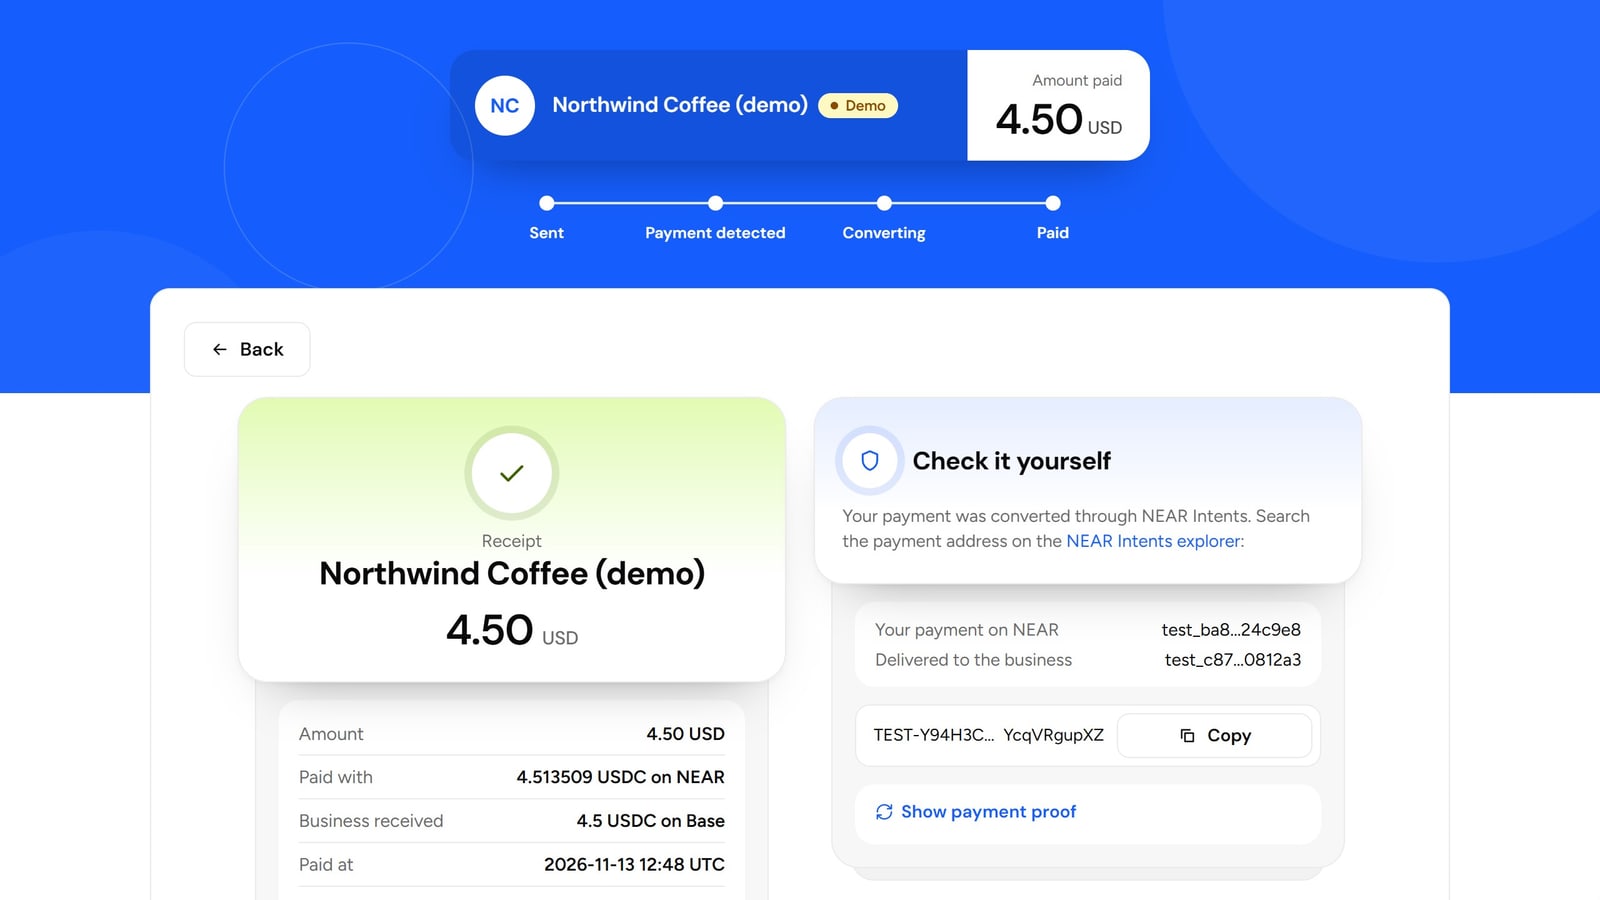 NC
Northwind Coffee (demo)
Demo
Amount paid
4.50 USD
Sent
Payment detected
Converting
Paid
Back
Receipt
Northwind Coffee (demo)
4.50 USD
Amount 4.50 USD
Paid with 4.513509 USDC on NEAR
Business received 4.5 USDC on Base
Paid at 2026-11-13 12:48 UTC
Check it yourself
Your payment was converted through NEAR Intents. Search
the payment address on the NEAR Intents explorer:
Your payment on NEAR test_ba8...24c9e8
Delivered to the business test_c87...0812a3
TEST-Y94H3C... YcqVRgupXZ Copy
Show payment proof